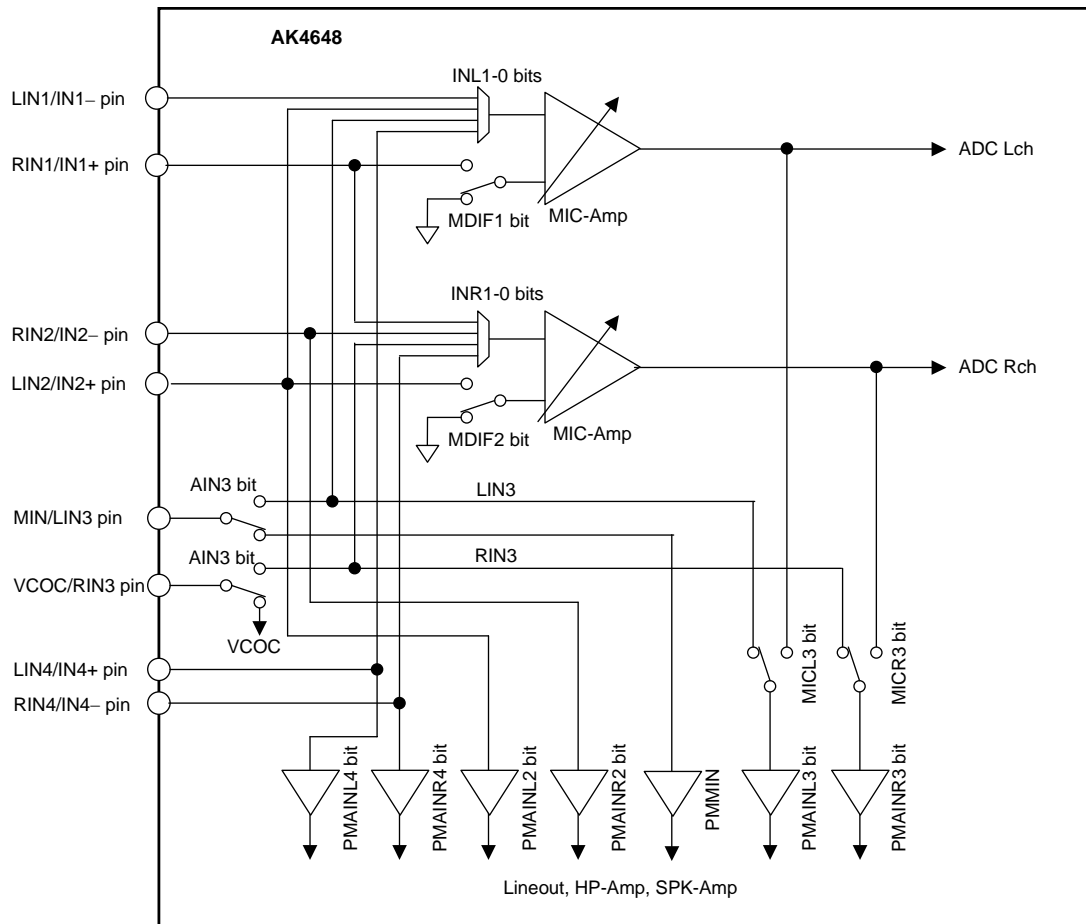 AK4648
INL1-0 bits
LIN1/IN1− pin
RIN1/IN1+ pin
ADC Lch
MDIF1 bit
MIC-Amp
INR1-0 bits
RIN2/IN2− pin
LIN2/IN2+ pin
ADC Rch
MDIF2 bit
MIC-Amp
AIN3 bit
LIN3
MIN/LIN3 pin
AIN3 bit
RIN3
VCOC/RIN3 pin
VCOC
LIN4/IN4+ pin
RIN4/IN4− pin
MICL3 bit
MICR3 bit
PMAINL4 bit
PMAINR4 bit
PMAINL2 bit
PMAINR2 bit
PMMIN
PMAINL3 bit
PMAINR3 bit
Lineout, HP-Amp, SPK-Amp